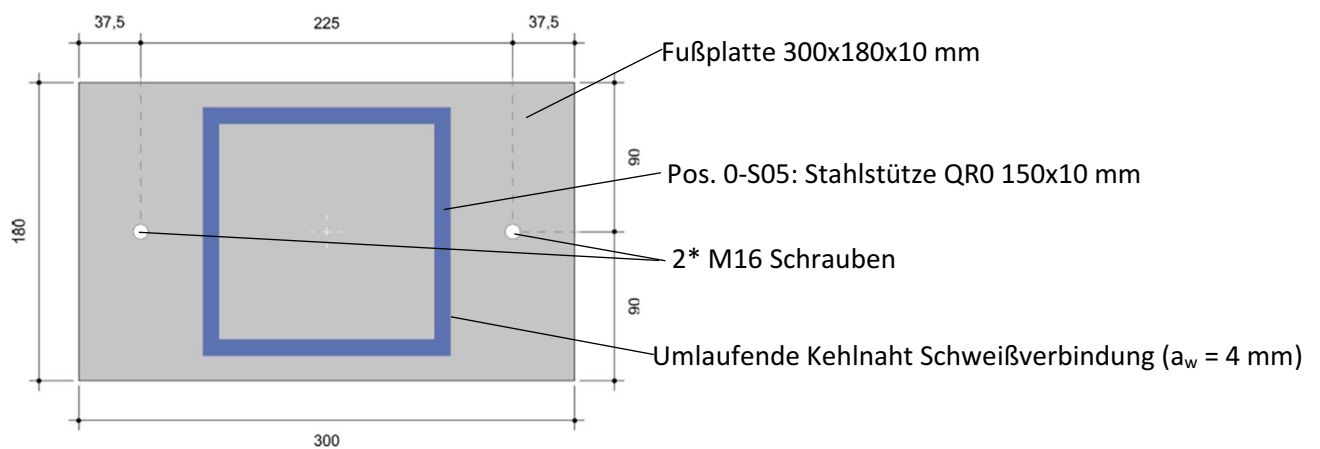 37,5 225 37,5
Fußplatte 300x180x10 mm
90
Pos. 0-S05: Stahlstütze QR0 150x10 mm
180
2* M16 Schrauben
90
Umlaufende Kehlnaht Schweißverbindung (aw = 4 mm)
300